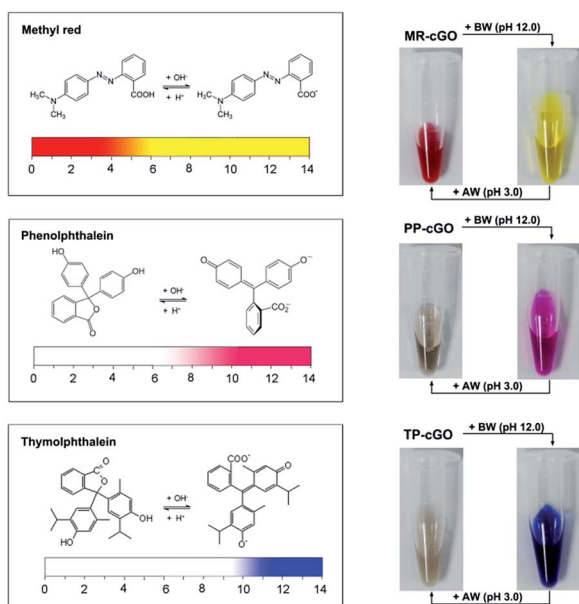 Methyl red
MR-cGO
+ BW (pH 12.0)
N
N
+ OH-
+ H+
N
N
H₃C
N
CH₃
COOH
H₃C
N
CH₃
COO-
0 2 4 6 8 10 12 14
+ AW (pH 3.0)
Phenolphthalein
PP-cGO
+ BW (pH 12.0)
HO
OH
O
O
+ OH-
+ H+
O
O-
CO₂-
0 2 4 6 8 10 12 14
+ AW (pH 3.0)
Thymolphthalein
TP-cGO
+ BW (pH 12.0)
O
C
O
HO
OH
+ OH-
+ H+
COO-
O
O-
0 2 4 6 8 10 12 14
+ AW (pH 3.0)